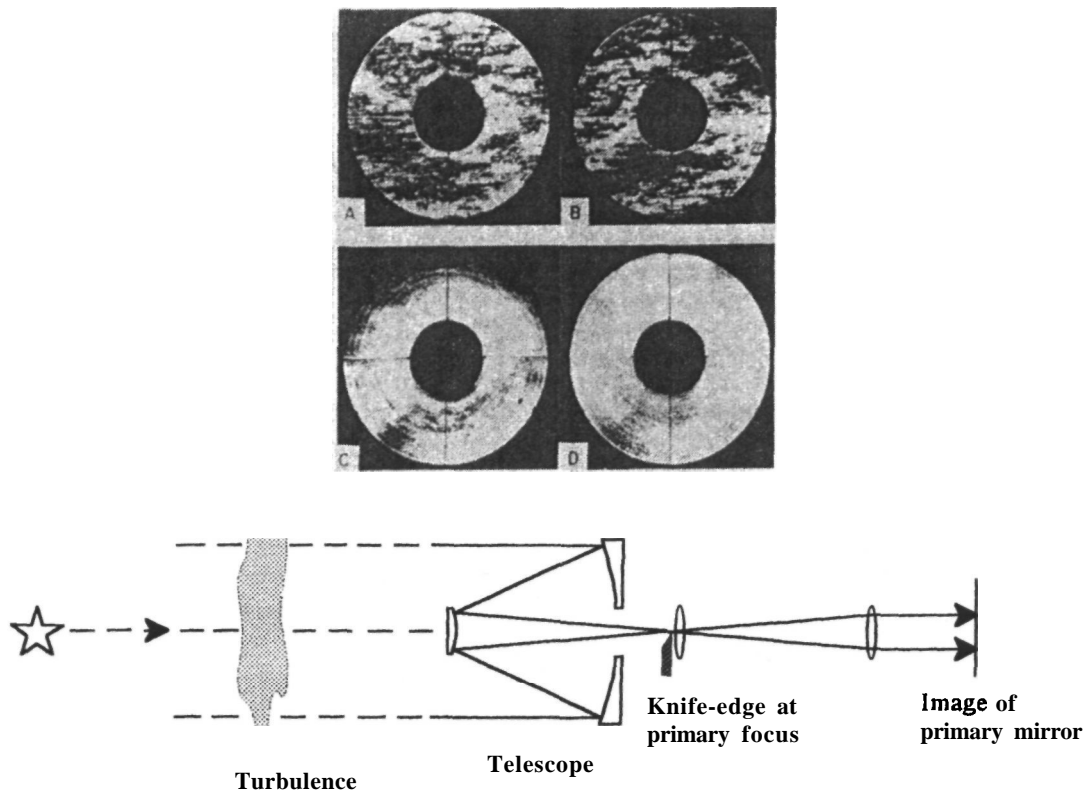 A
B
C
D
Knife-edge at
primary focus
Image of
primary mirror
Telescope
Turbulence